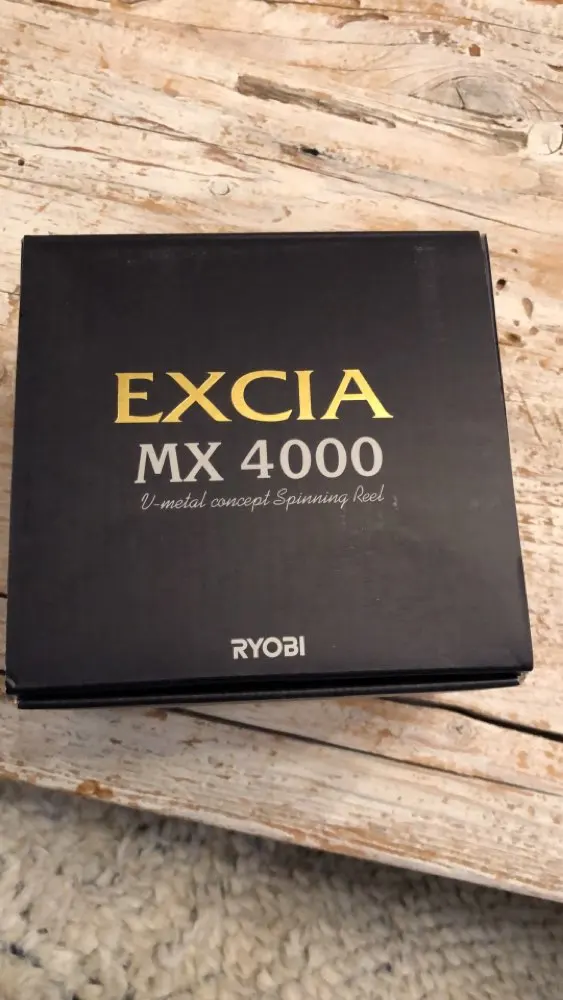 EXCIA
MX 4000
V-metal concept Spinning Reel
RYOBI